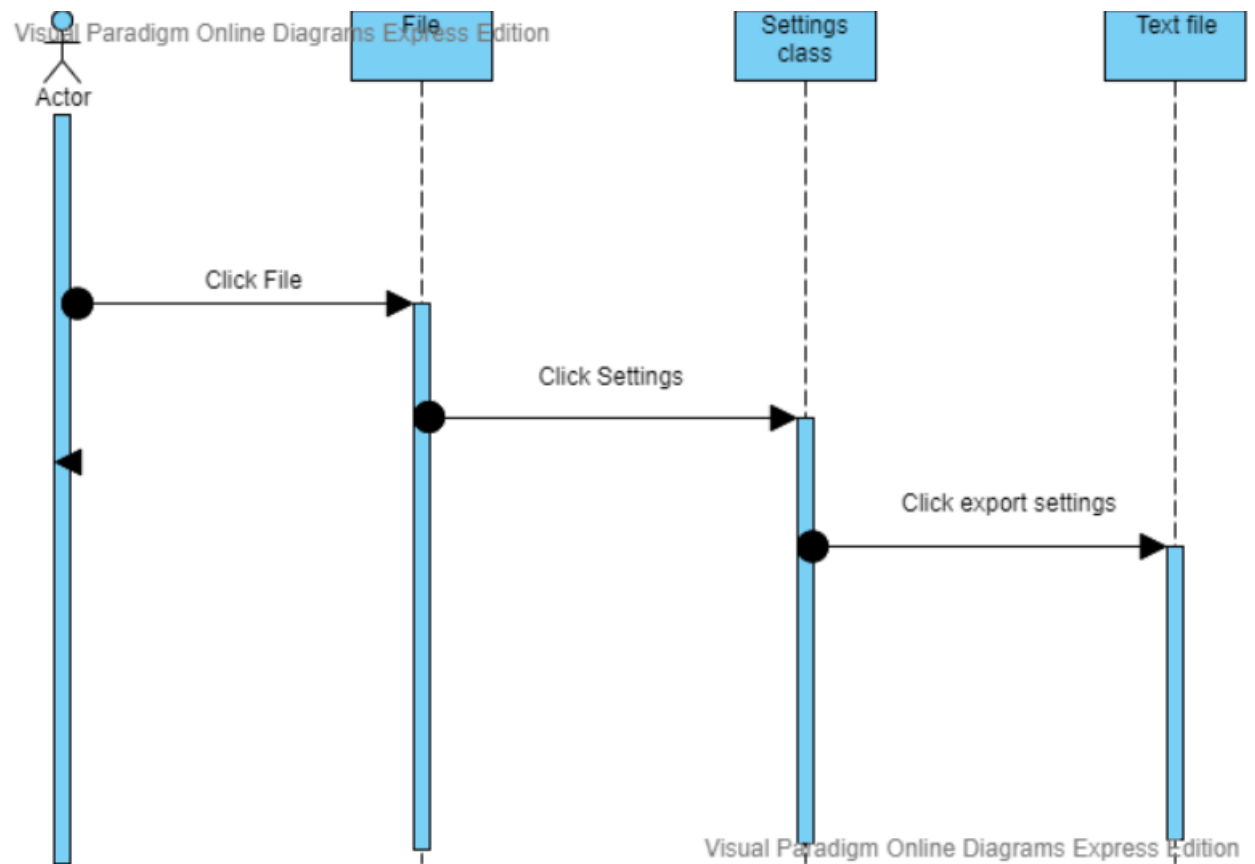 Visual Paradigm Online Diagrams Express Edition
File
Settings
class
Text file
Actor
Click File
Click Settings
Click export settings
Visual Paradigm Online Diagrams Express Edition